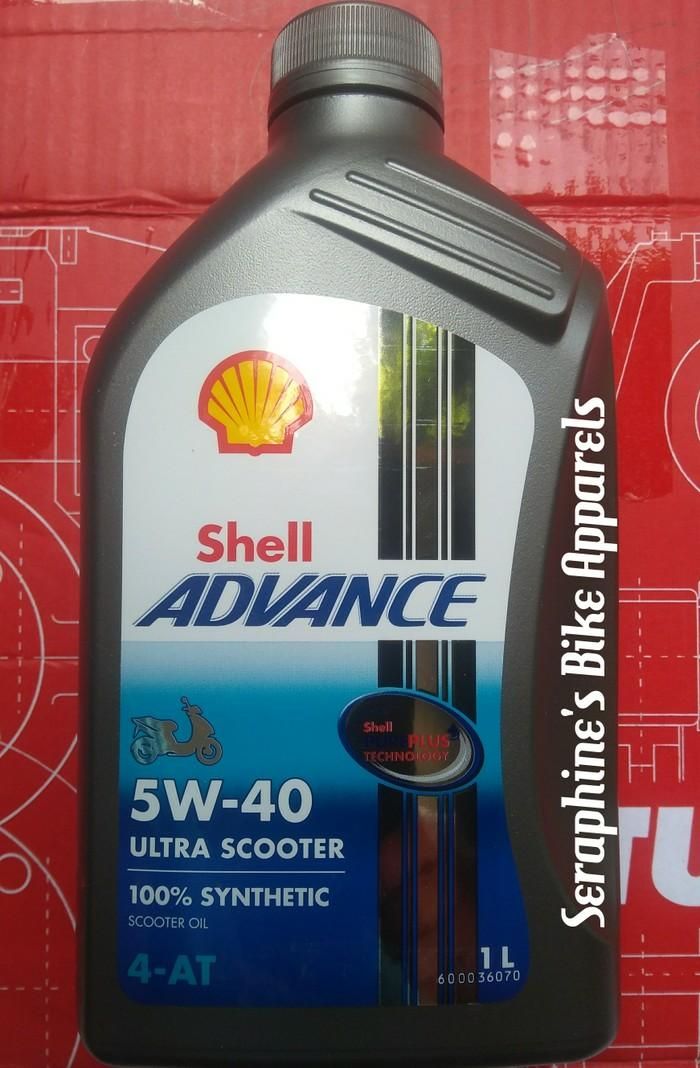 Shell
ADVANCE
Shell
PLUS
TECHNOLOGY
5W-40
ULTRA SCOOTER
100% SYNTHETIC
SCOOTER OIL
4-AT
1 L
600036070
Seraphine's Bike Apparels
TU